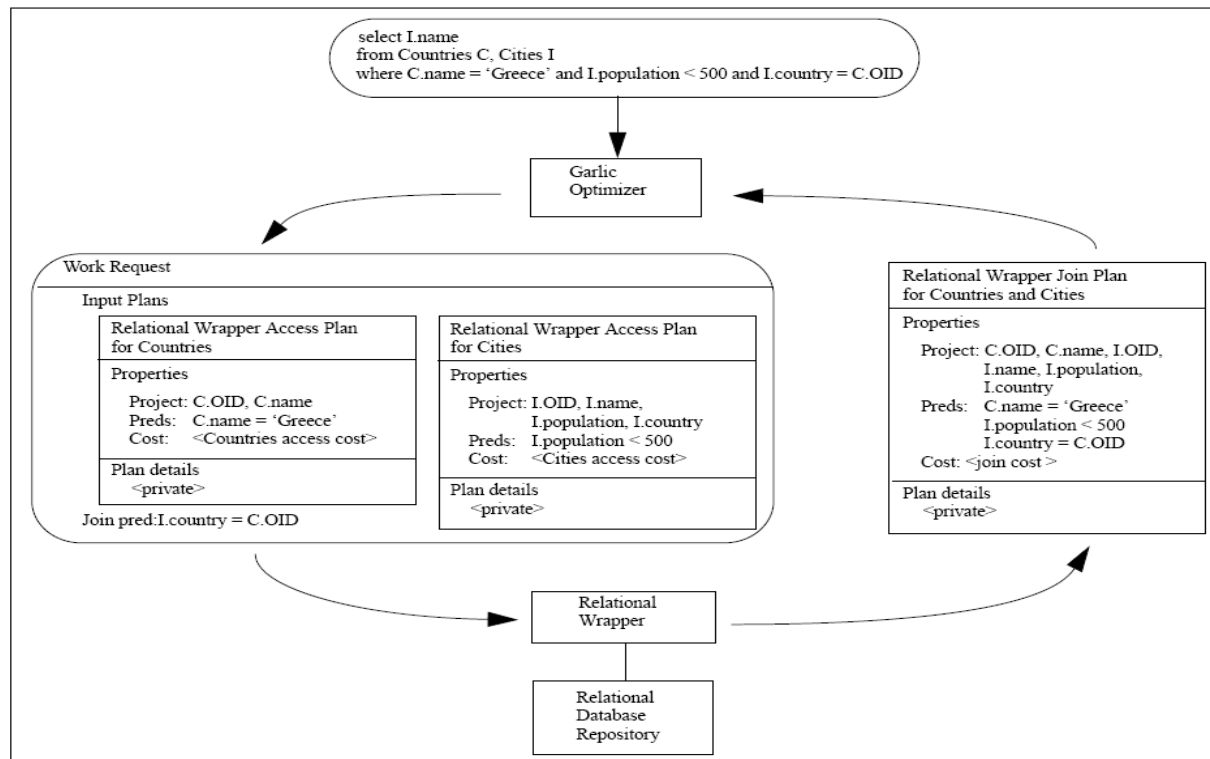 select I.name
from Countries C, Cities I
where C.name = ‘Greece’ and I.population < 500 and I.country = C.OID
Garlic
Optimizer
Work Request
Input Plans
Relational Wrapper Access Plan
for Countries
Properties
Project: C.OID, C.name
Preds: C.name = ‘Greece’
Cost: <Countries access cost>
Plan details
<private>
Relational Wrapper Access Plan
for Cities
Properties
Project: I.OID, I.name,
I.population, I.country
Preds: I.population < 500
Cost: <Cities access cost>
Plan details
<private>
Join pred:I.country = C.OID
Relational Wrapper Join Plan
for Countries and Cities
Properties
Project: C.OID, C.name, I.OID,
I.name, I.population,
I.country
Preds: C.name = ‘Greece’
I.population < 500
I.country = C.OID
Cost: <join cost >
Plan details
<private>
Relational
Wrapper
Relational
Database
Repository